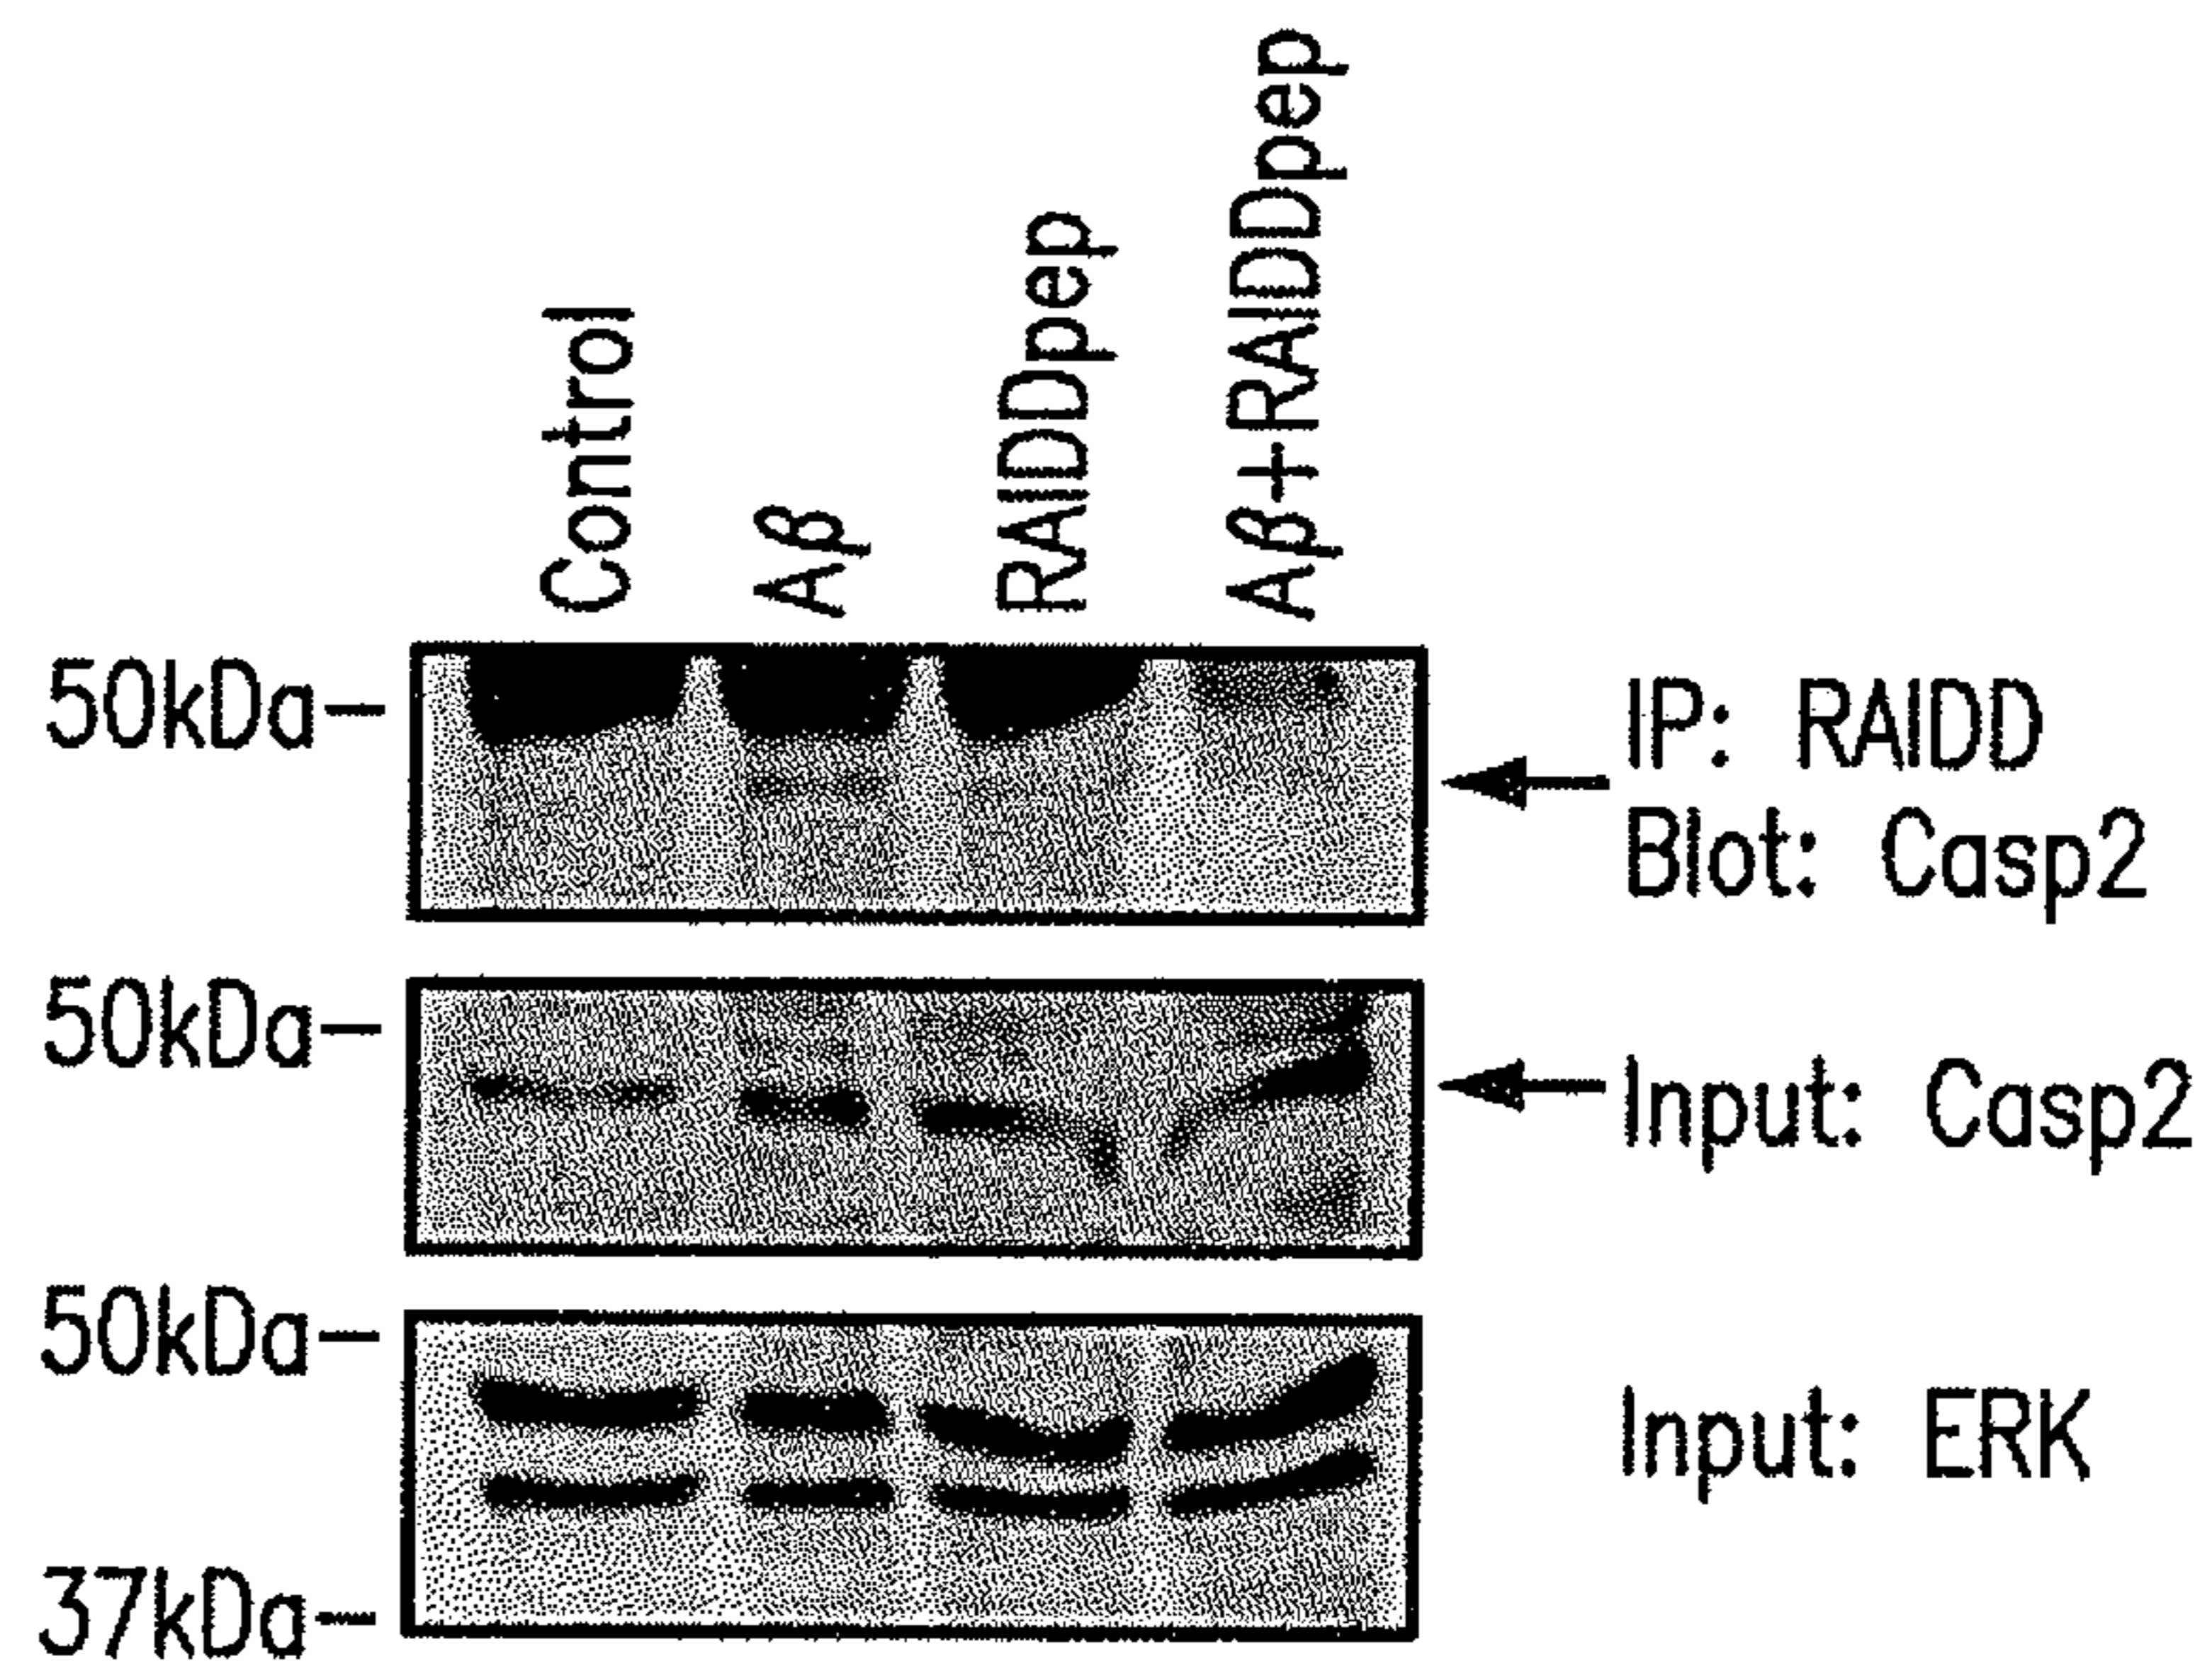 Control
Aβ
RAIDDpep
Aβ+RAIDDpep
50kDa
IP: RAIDD
Blot: Casp2
50kDa
Input: Casp2
50kDa
Input: ERK
37kDa